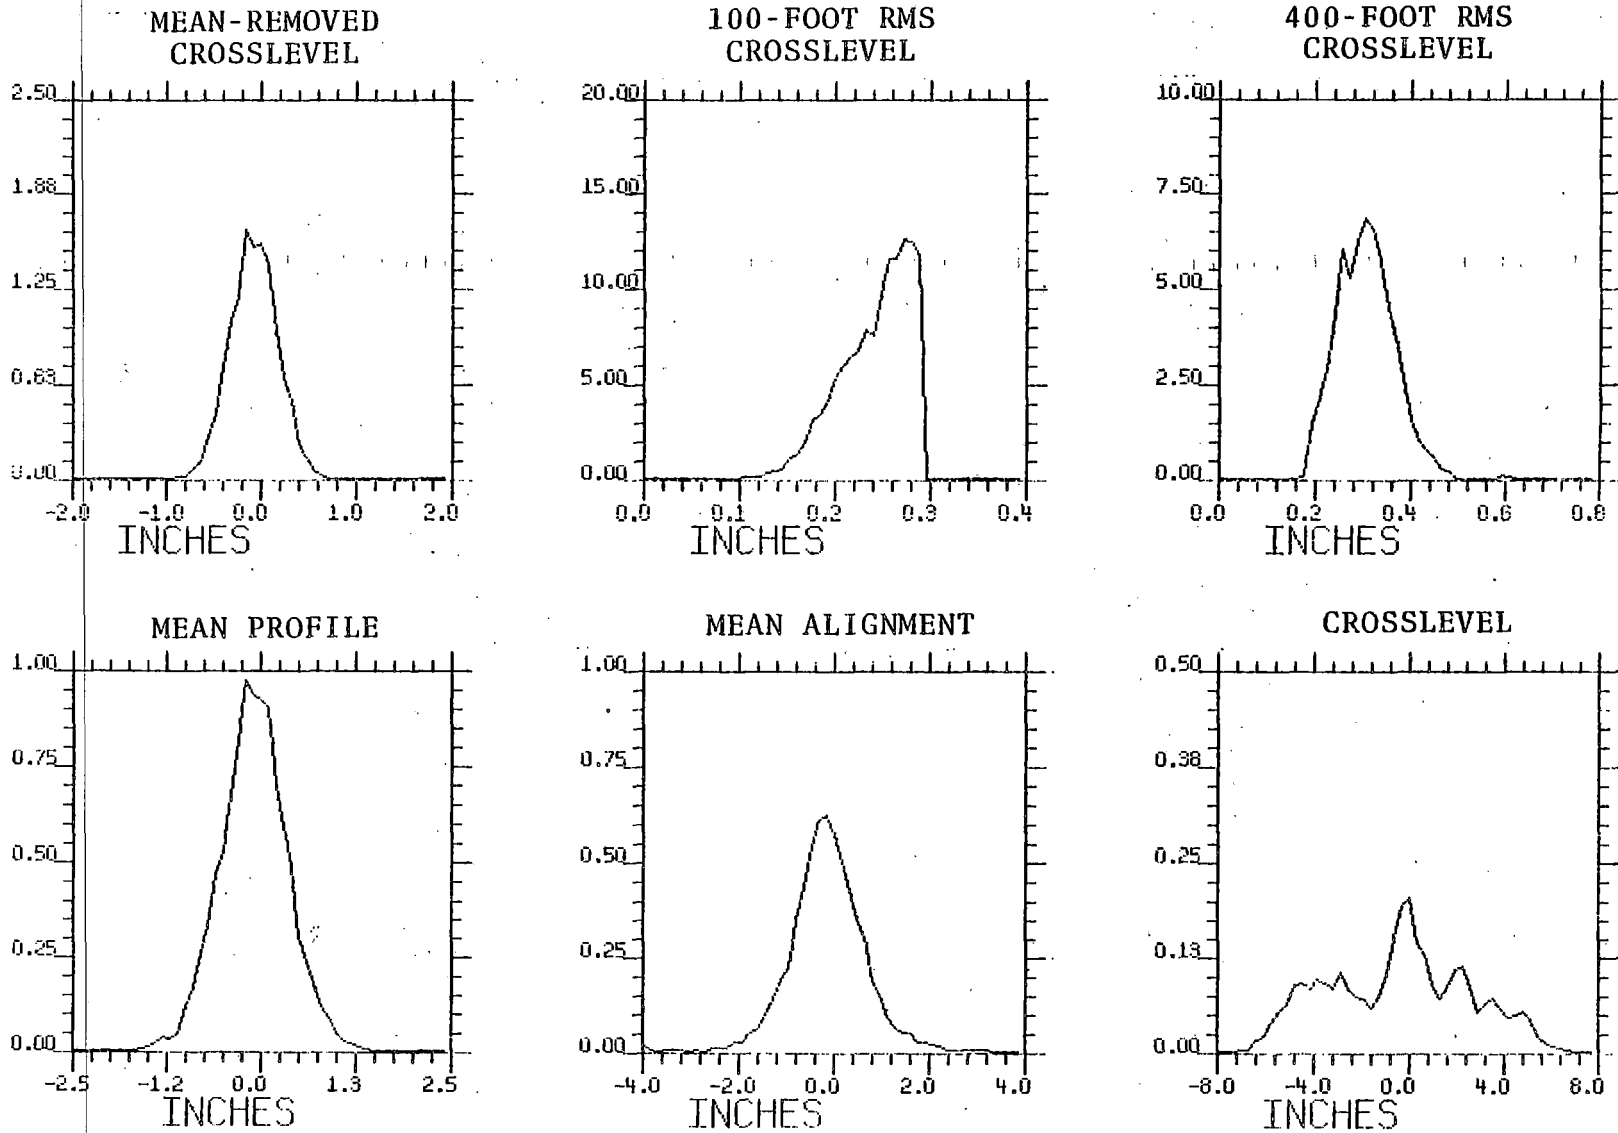 MEAN-REMOVED
CROSSLEVEL
2.50
1.88
1.25
0.63
0.00
-2.0 -1.0 0.0 1.0 2.0
INCHES
100-FOOT RMS
CROSSLEVEL
20.00
15.00
10.00
5.00
0.00
0.0 0.1 0.2 0.3 0.4
INCHES
400-FOOT RMS
CROSSLEVEL
10.00
7.50
5.00
2.50
0.00
0.0 0.2 0.4 0.6 0.8
INCHES
MEAN PROFILE
1.00
0.75
0.50
0.25
0.00
-2.5 -1.2 0.0 1.3 2.5
INCHES
MEAN ALIGNMENT
1.00
0.75
0.50
0.25
0.00
-4.0 -2.0 0.0 2.0 4.0
INCHES
CROSSLEVEL
0.50
0.38
0.25
0.13
0.00
-8.0 -4.0 0.0 4.0 8.0
INCHES